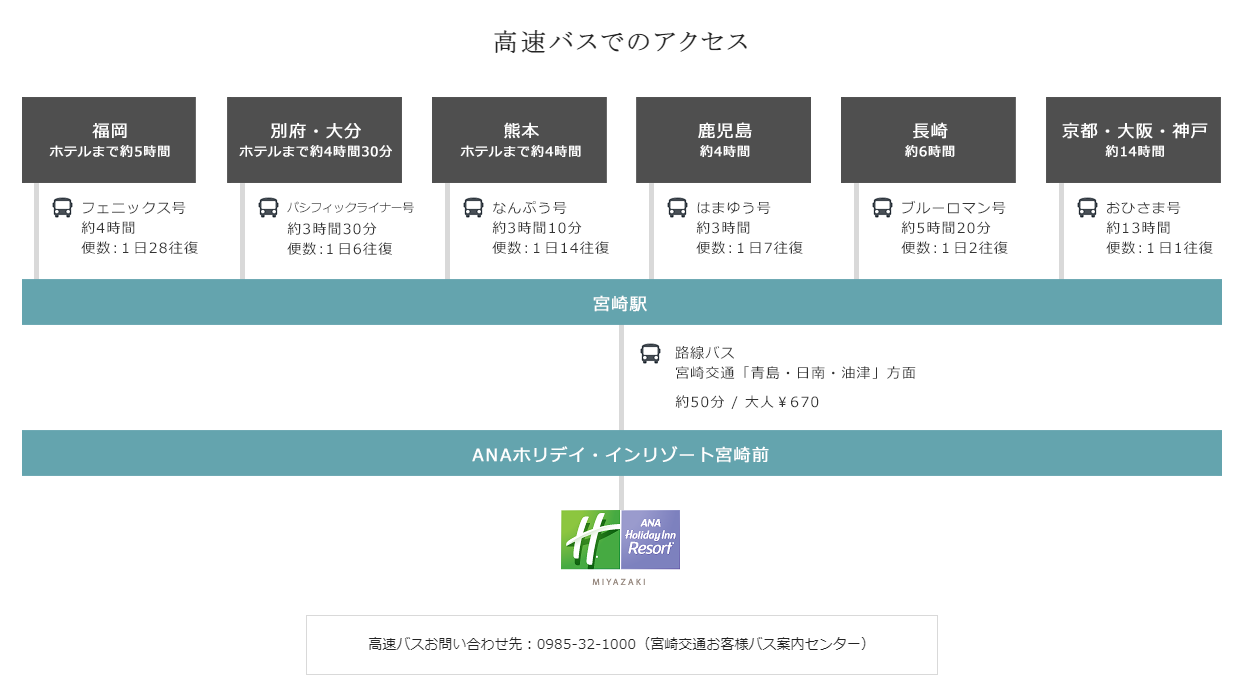 高速バスでのアクセス
福岡
ホテルまで約5時間
別府・大分
ホテルまで約4時間30分
熊本
ホテルまで約4時間
鹿児島
約4時間
長崎
約6時間
京都・大阪・神戸
約14時間
フェニックス号
約4時間
便数:1日28往復
パシフィックライナー号
約3時間30分
便数:1日6往復
なんぷう号
約3時間10分
便数:1日14往復
はまゆう号
約3時間
便数:1日7往復
ブルーロマン号
約5時間20分
便数:1日2往復
おひさま号
約13時間
便数:1日1往復
宮崎駅
路線バス
宮崎交通「青島・日南・油津」方面
約50分 / 大人￥670
ANAホリデイ・インリゾート宮崎前
H
ANA
Holiday Inn
Resort
MIYAZAKI
高速バスお問い合わせ先：0985-32-1000（宮崎交通お客様バス案内センター）